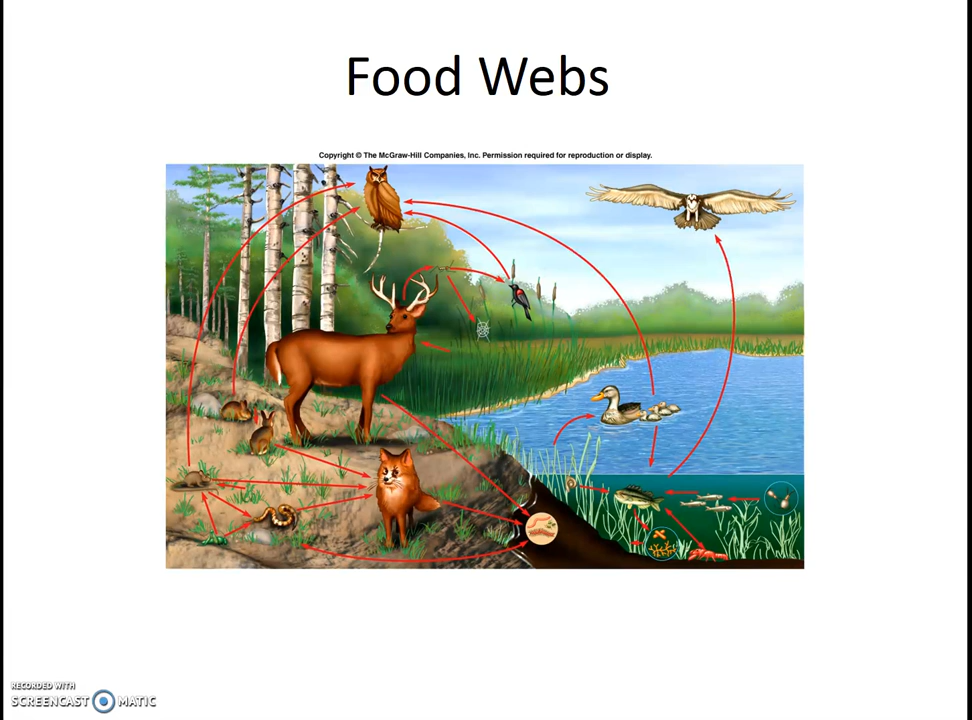 Food Webs
Copyright © The McGraw-Hill Companies, Inc. Permission required for reproduction or display.
RECORDED WITH
SCREENCAST MATIC